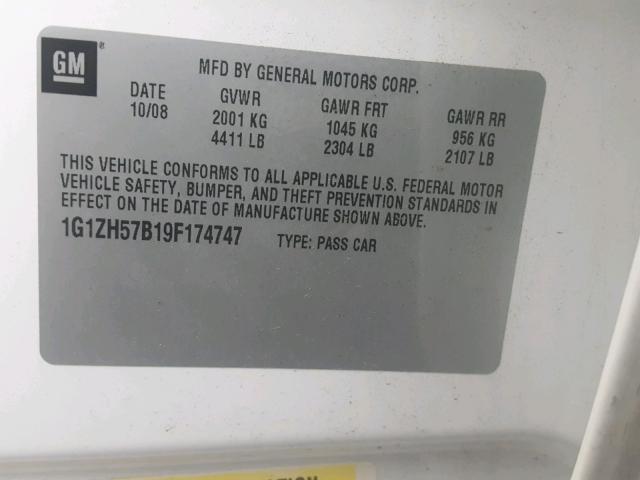 GM ®
MFD BY GENERAL MOTORS CORP.
DATE GVWR GAWR FRT GAWR RR
10/08 2001 KG 1045 KG 956 KG
4411 LB 2304 LB 2107 LB
THIS VEHICLE CONFORMS TO ALL APPLICABLE U.S. FEDERAL MOTOR
VEHICLE SAFETY, BUMPER, AND THEFT PREVENTION STANDARDS IN
EFFECT ON THE DATE OF MANUFACTURE SHOWN ABOVE.
1G1ZH57B19F174747 TYPE: PASS CAR